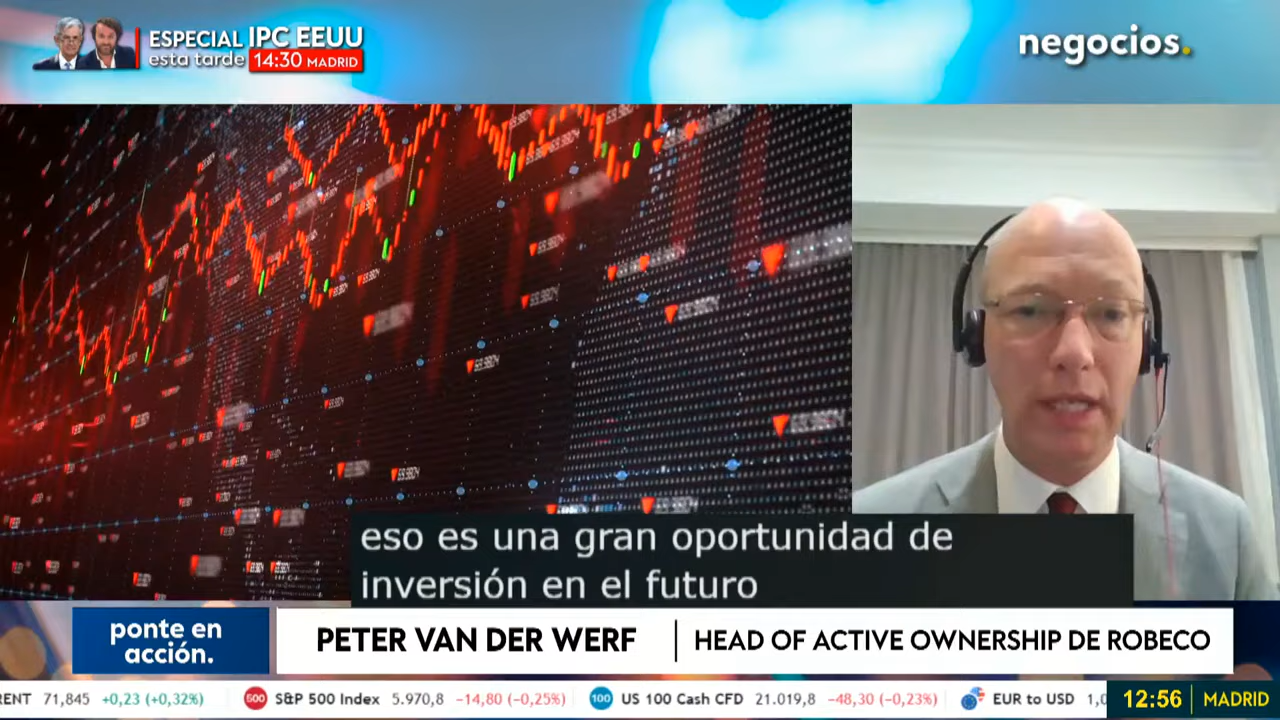 ESPECIAL IPC EEUU
esta tarde 14:30 MADRID
negocios.
eso es una gran oportunidad de
inversión en el futuro
ponte en
acción.
PETER VAN DER WERF
HEAD OF ACTIVE OWNERSHIP DE ROBECO
RENT 71,845 +0,23 (+0,32%) 500 S&P 500 Index 5.970,8 −14,80 (−0,25%) 100 US 100 Cash CFD 21.019,8 −48,30 (−0,23%) EUR to USD 1,0
12:56 MADRID